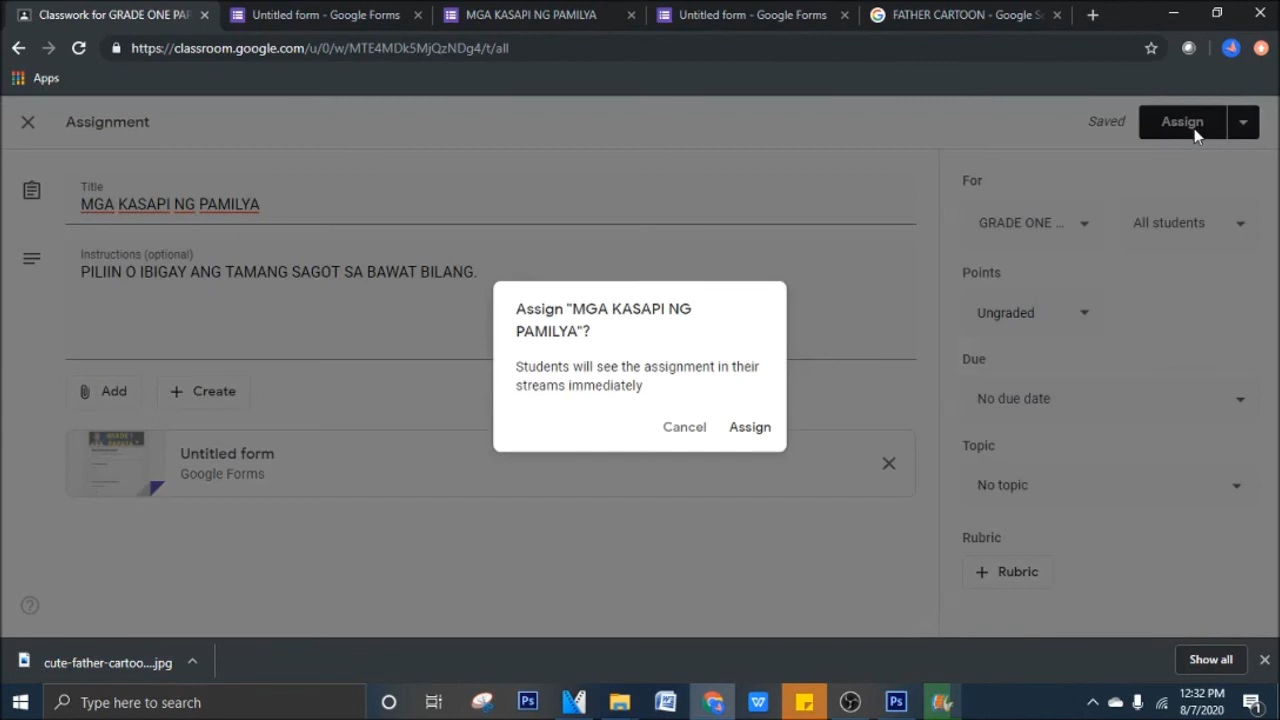 Classwork for GRADE ONE PAR
Untitled form - Google Forms
MGA KASAPI NG PAMILYA
Untitled form - Google Forms
FATHER CARTOON - Google Se
https://classroom.google.com/u/0/w/MTE4MDk5MjQzNDg4/t/all
Apps
Assignment
Saved
Assign
Title
MGA KASAPI NG PAMILYA
Instructions (optional)
PILIIN O IBIGAY ANG TAMANG SAGOT SA BAWAT BILANG.
Add
Create
Untitled form
Google Forms
For
GRADE ONE ...
All students
Points
Ungraded
Due
No due date
Topic
No topic
Rubric
Rubric
Assign "MGA KASAPI NG
PAMILYA"?
Students will see the assignment in their
streams immediately
Cancel
Assign
cute-father-cartoo....jpg
Show all
Type here to search
12:32 PM
8/7/2020